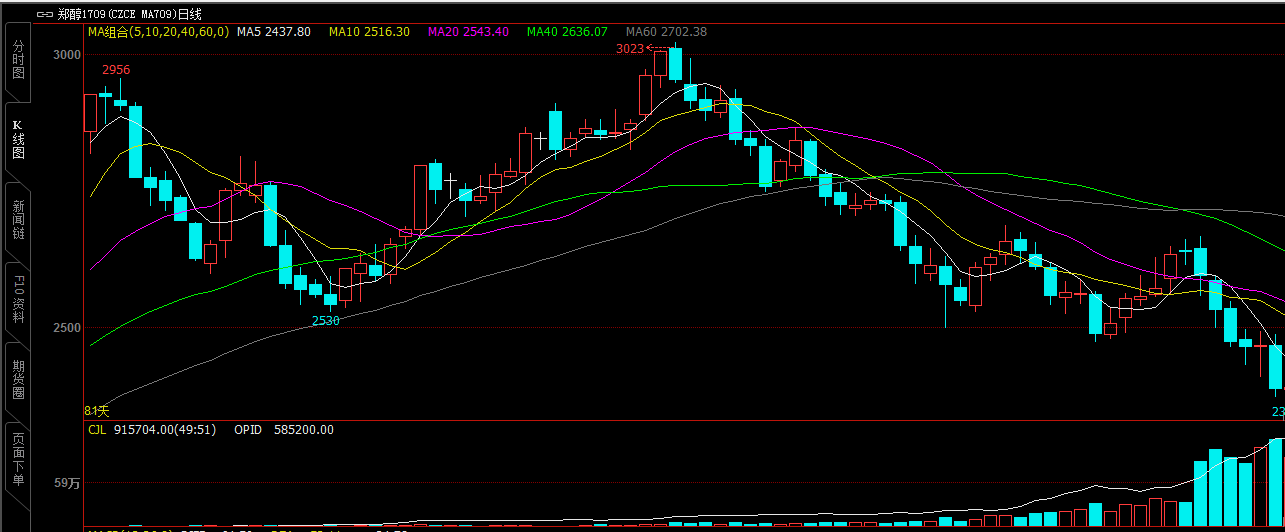 郑醇1709(CZCE MA709)日线
MA组合(5,10,20,40,60,0) MA5 2437.80 MA10 2516.30 MA20 2543.40 MA40 2636.07 MA60 2702.38
分时图
K线图
新闻链
F10资料
期货圈
页面下单
3000
3023
2956
2500
2530
81天
23
CJL 915704.00(49:51) OPID 585200.00
59万